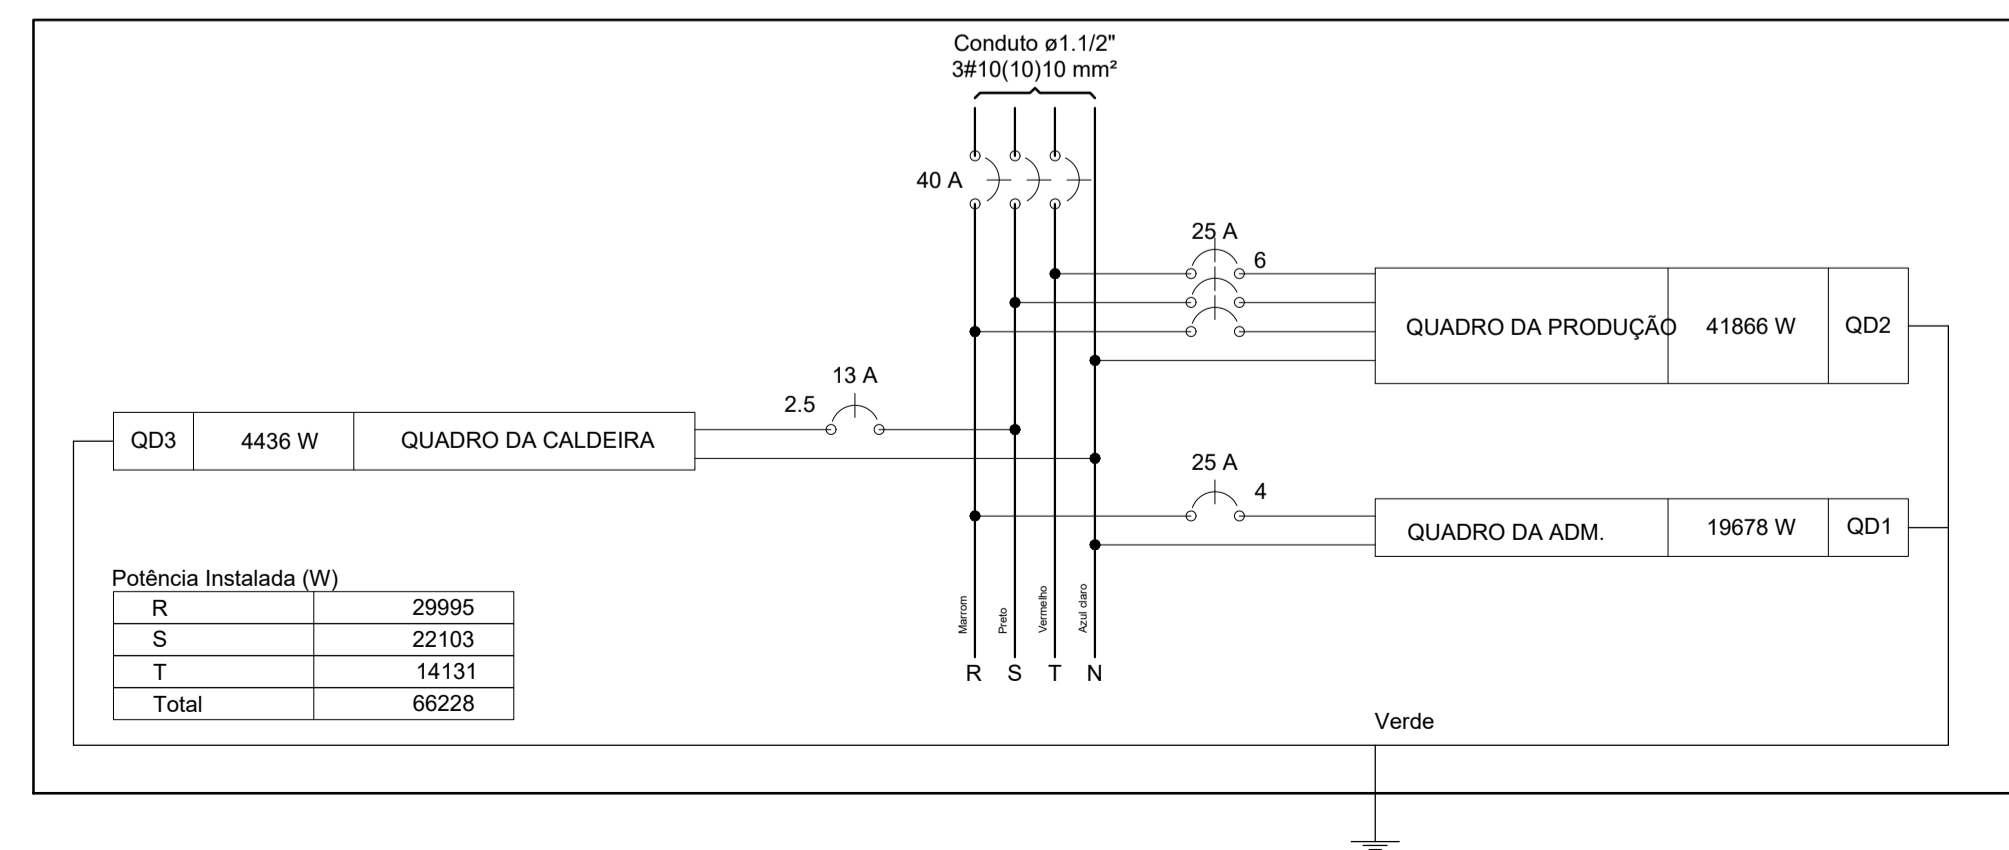 Conduto ø1.1/2"
3#10(10)10 mm²
40 A
25 A
6
QUADRO DA PRODUÇÃO 41866 W QD2
13 A
2.5
QD3 4436 W QUADRO DA CALDEIRA
25 A
4
QUADRO DA ADM. 19678 W QD1
Potência Instalada (W)
R 29995
S 22103
T 14131
Total 66228
Marrom
Preto
Vermelho
Azul claro
R S T N
Verde